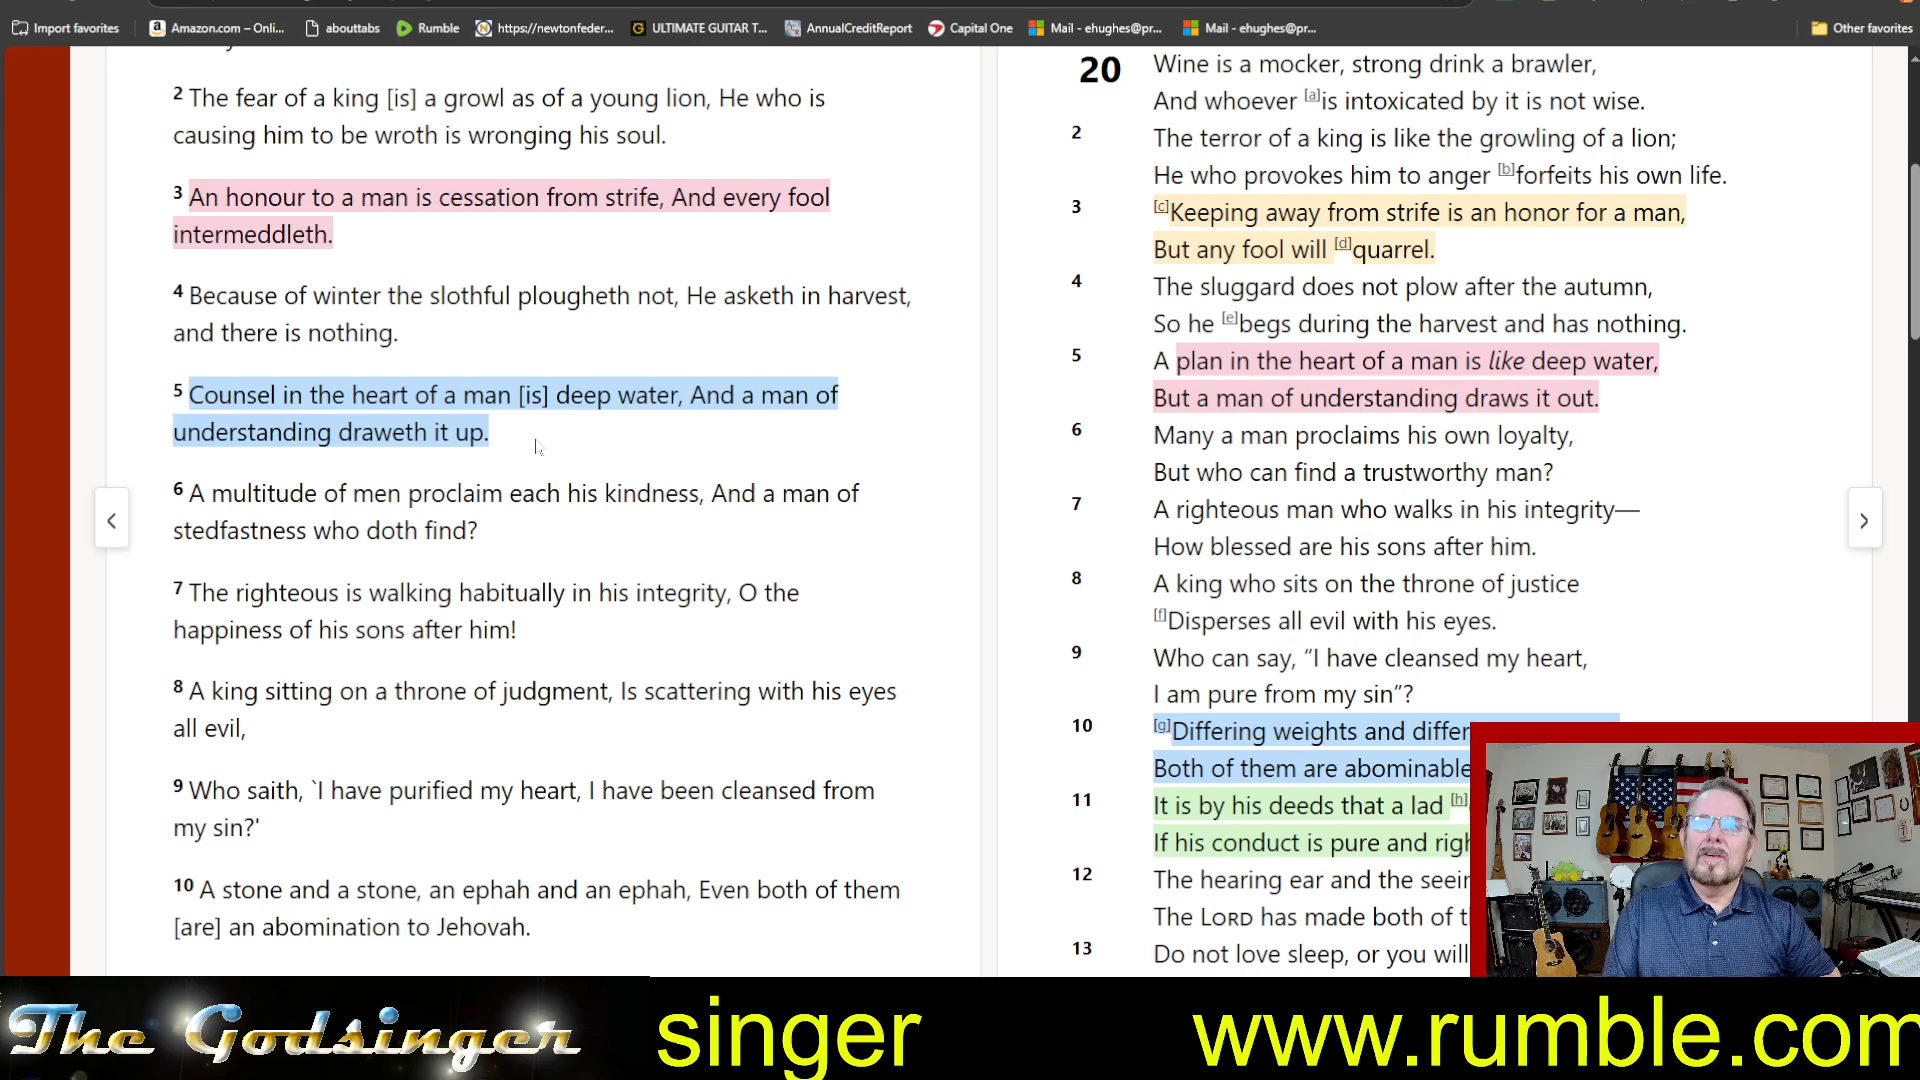 Import favorites
Amazon.com – Onli...
abouttabs
Rumble
https://newtonfeder...
ULTIMATE GUITAR T...
AnnualCreditReport
Capital One
Mail - ehughes@pr...
Mail - ehughes@pr...
Other favorites
2 The fear of a king [is] a growl as of a young lion, He who is
causing him to be wroth is wronging his soul.
3 An honour to a man is cessation from strife, And every fool
intermeddleth.
4 Because of winter the slothful plougheth not, He asketh in harvest,
and there is nothing.
5 Counsel in the heart of a man [is] deep water, And a man of
understanding draweth it up.
6 A multitude of men proclaim each his kindness, And a man of
stedfastness who doth find?
7 The righteous is walking habitually in his integrity, O the
happiness of his sons after him!
8 A king sitting on a throne of judgment, Is scattering with his eyes
all evil,
9 Who saith, `I have purified my heart, I have been cleansed from
my sin?'
10 A stone and a stone, an ephah and an ephah, Even both of them
[are] an abomination to Jehovah.
20 Wine is a mocker, strong drink a brawler,
And whoever [a]is intoxicated by it is not wise.
2 The terror of a king is like the growling of a lion;
He who provokes him to anger [b]forfeits his own life.
3 [c]Keeping away from strife is an honor for a man,
But any fool will [d]quarrel.
4 The sluggard does not plow after the autumn,
So he [e]begs during the harvest and has nothing.
5 A plan in the heart of a man is like deep water,
But a man of understanding draws it out.
6 Many a man proclaims his own loyalty,
But who can find a trustworthy man?
7 A righteous man who walks in his integrity—
How blessed are his sons after him.
8 A king who sits on the throne of justice
[f]Disperses all evil with his eyes.
9 Who can say, “I have cleansed my heart,
I am pure from my sin”?
10 [g]Differing weights and differ
Both of them are abominable
11 It is by his deeds that a lad [h]
If his conduct is pure and righ
12 The hearing ear and the seein
The LORD has made both of t
13 Do not love sleep, or you will
The Godsinger
singer
www.rumble.com